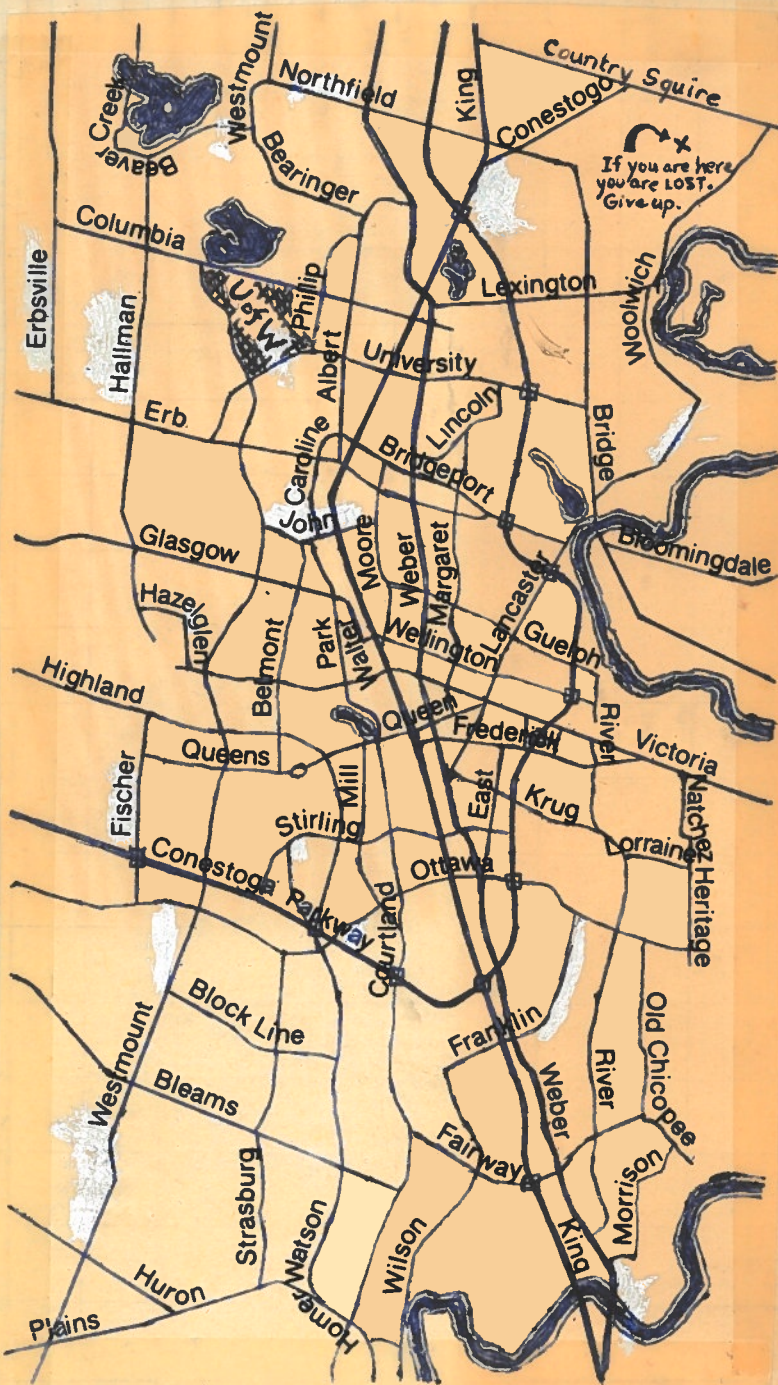 Country Squire
Westmount
Northfield
King
Conestogo
Beaver Creek
Bearinger
If you are here
you are LOST.
Give up.
Columbia
Erbsville
Hallman
U of W
Phillip
Lexington
Woolwich
Albert
University
Erb.
Caroline
Lincoln
Bridge
Bridgeport
John
Moore
Weber
Margaret
Bloomingdale
Glasgow
Lancaster
Hazelglen
Belmont
Park
Walter
Wellington
Guelph
Highland
Queen
Frederick
River
Victoria
Queens
Fischer
Mill
East
Krug
Natchez
Stirling
Lorraine
Conestoga Parkway
Ottawa
Heritage
Courtland
Block Line
Franklin
Old Chicopee
Westmount
Bleams
Weber
River
Fairway
Strasburg
Morrison
Homer Watson
Wilson
King
Huron
Plains